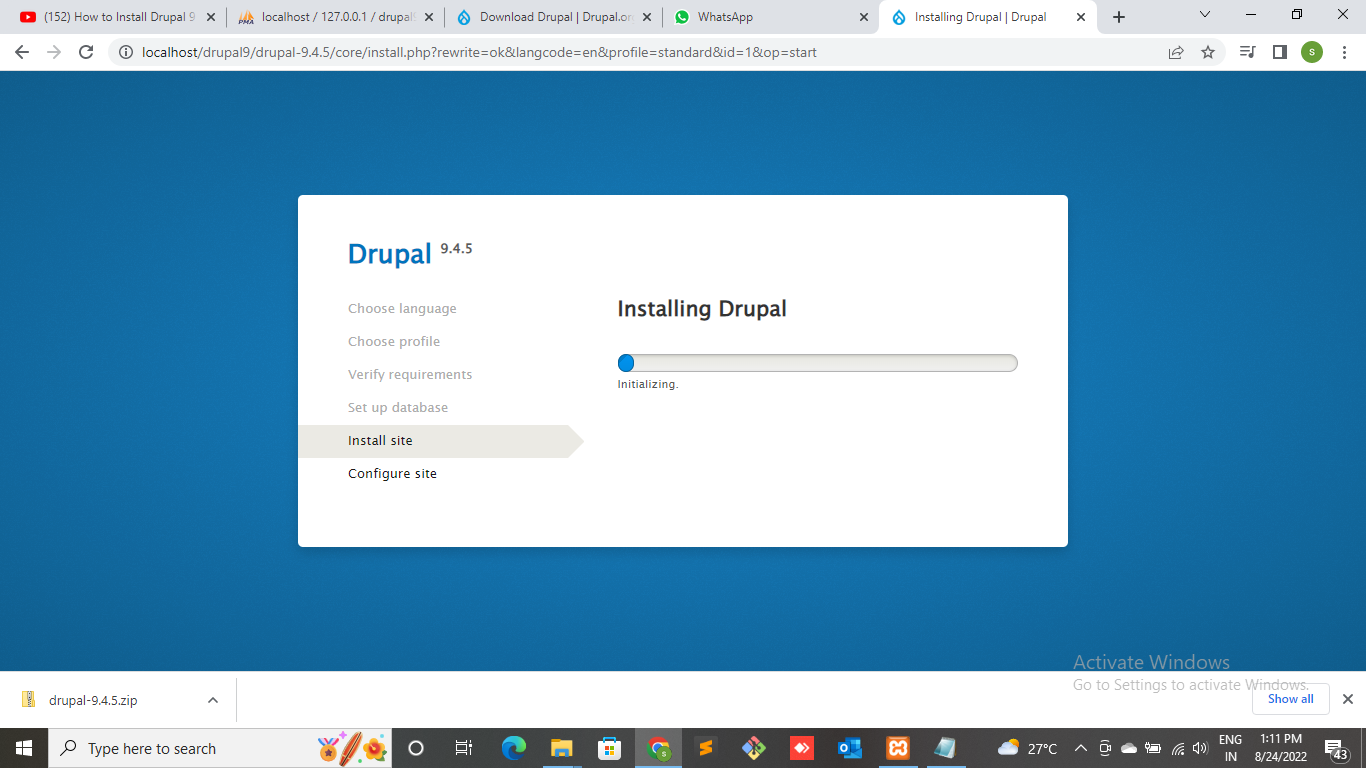 (152) How to Install Drupal 9
localhost / 127.0.0.1 / drupal
Download Drupal | Drupal.or
WhatsApp
Installing Drupal | Drupal
localhost/drupal9/drupal-9.4.5/core/install.php?rewrite=ok&langcode=en&profile=standard&id=1&op=start
s
Drupal 9.4.5
Choose language
Choose profile
Verify requirements
Set up database
Install site
Configure site
Installing Drupal
Initializing.
Activate Windows
Go to Settings to activate Windows.
drupal-9.4.5.zip
Show all
Type here to search
27°C
ENG
IN
1:11 PM
8/24/2022
43